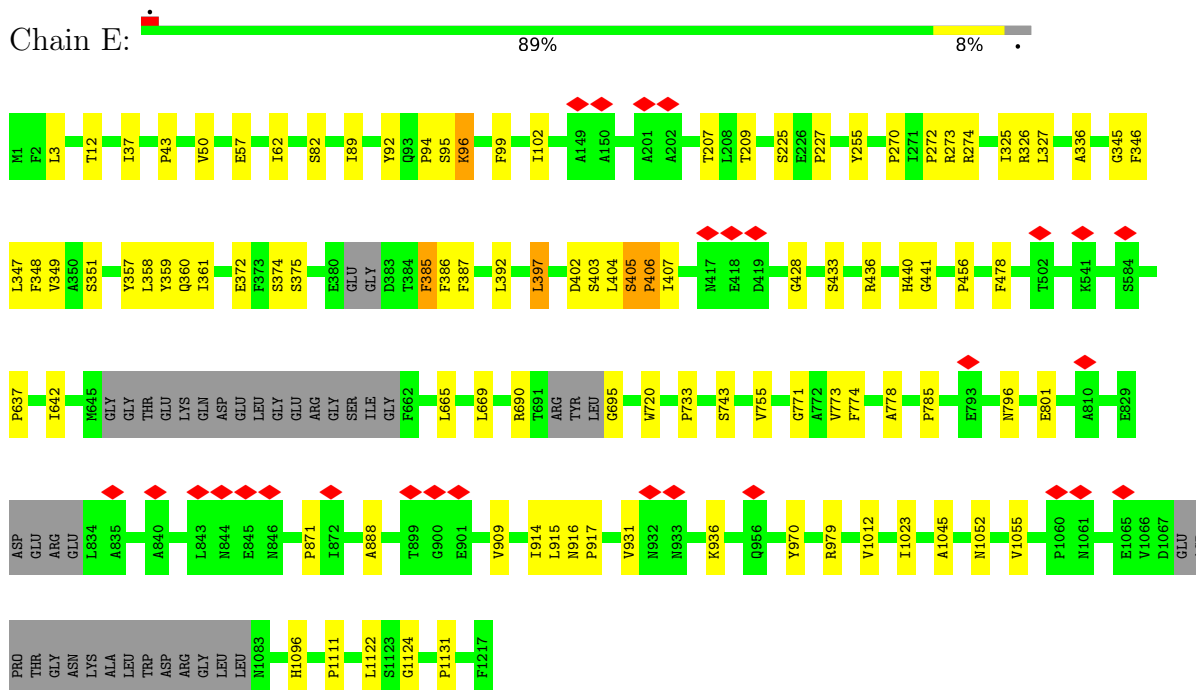 Chain E:
89% 8%
M1 F2 L3 T12 I37 P43 V50 E57 I62 S82 I89 Y92 Q93 P94 S95 K96 F99 I102 A149 A150 A201 A202 T207 L208 T209 S225 E226 P227 Y255 P270 I271 P272 R273 R274 I325 R326 L327 A336 G345 F346
L347 F348 V349 A350 S351 Y357 L358 Y359 Q360 I361 E372 F373 S374 S375 E380 GLU GLY D383 T384 F385 F386 F387 L392 L397 D402 S403 L404 S405 P406 I407 N417 E418 D419 G428 S433 R436 H440 G441 P456 F478 T502 K541 S584
P637 I642 M645 GLY GLY THR GLU LYS GLN ASP GLU LEU GLY GLU ARG GLY SER ILE GLY F662 L665 L669 R690 T691 ARG TYR LEU G695 W720 P733 S743 V755 G771 A772 V773 F774 A778 P785 E793 N796 E801 A810 E829
ASP GLU ARG GLU L834 A835 A840 L843 N844 E845 N846 P871 I872 A888 T899 G900 E901 V909 I914 L915 N916 P917 V931 N932 N933 K936 Q956 Y970 R979 V1012 I1023 A1045 N1052 V1055 P1060 N1061 E1065 V1066 D1067 GLU
PRO THR GLY ASN LYS ALA LEU TRP ASP ARG GLY LEU LEU N1083 H1096 P1111 L1122 S1123 G1124 P1131 F1217